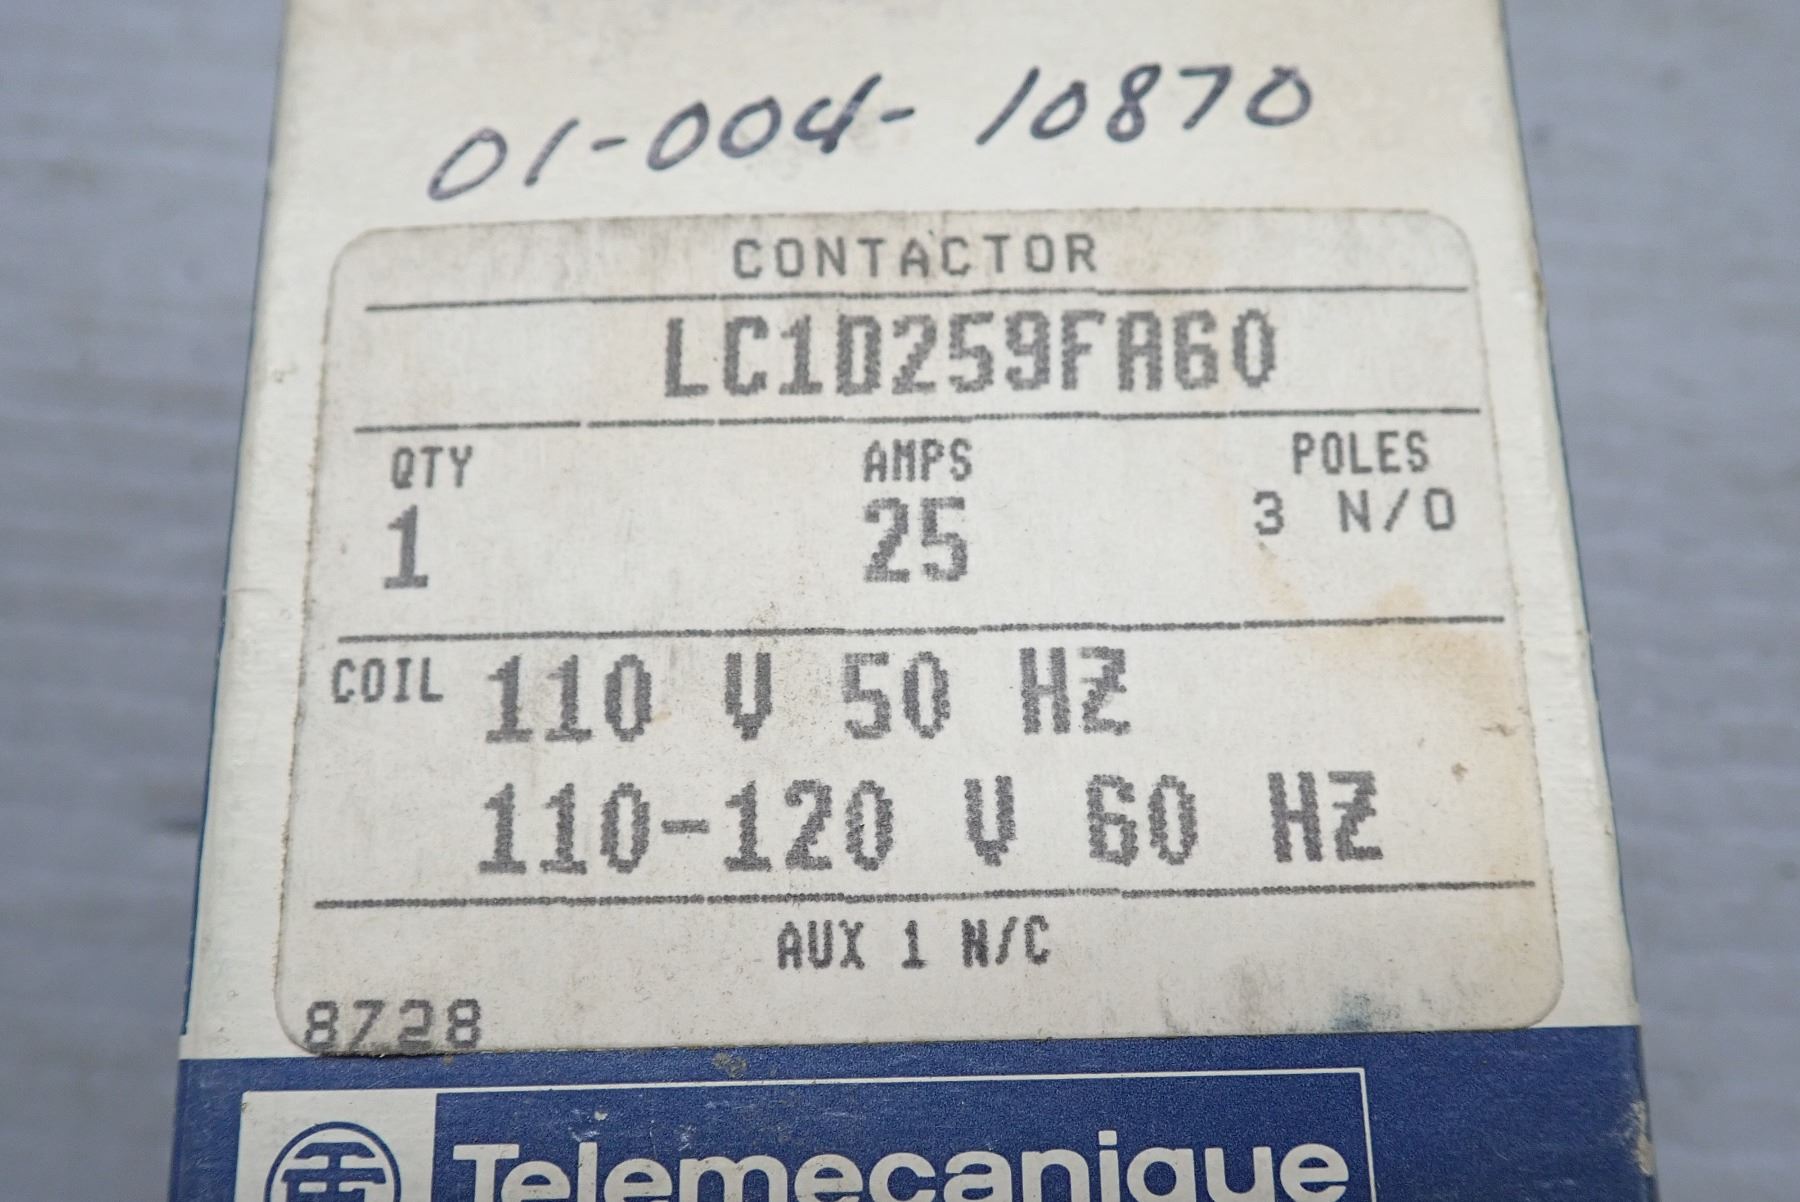 01-004-10870
CONTACTOR
LC1D259FA60
QTY AMPS POLES
1 25 3 N/O
COIL 110 V 50 HZ
110-120 V 60 HZ
AUX 1 N/C
8728
Telemecanique